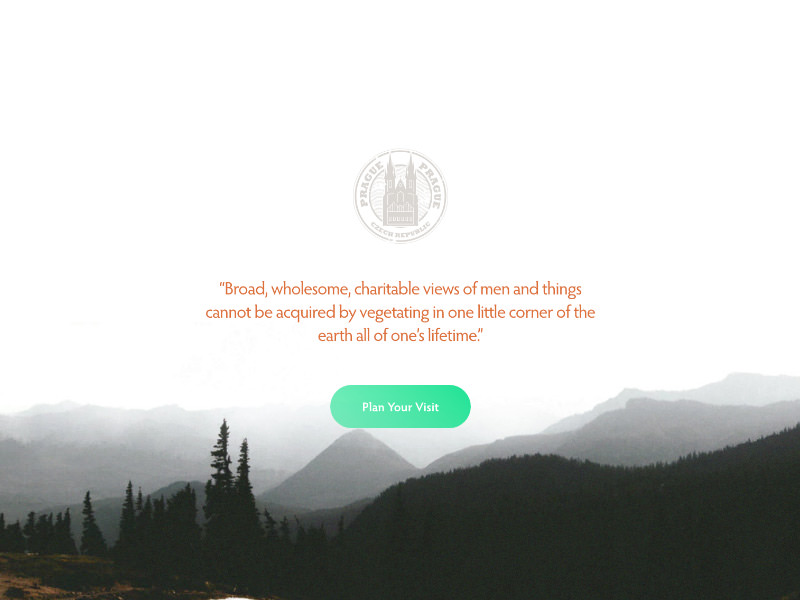 PRAGUE PRAGUE
CZECH REPUBLIC
"Broad, wholesome, charitable views of men and things
cannot be acquired by vegetating in one little corner of the
earth all of one's lifetime."
Plan Your Visit